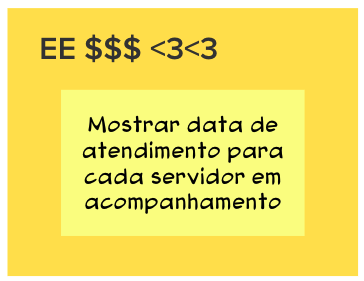 EE $$$ <3<3
Mostrar data de
atendimento para
cada servidor em
acompanhamento